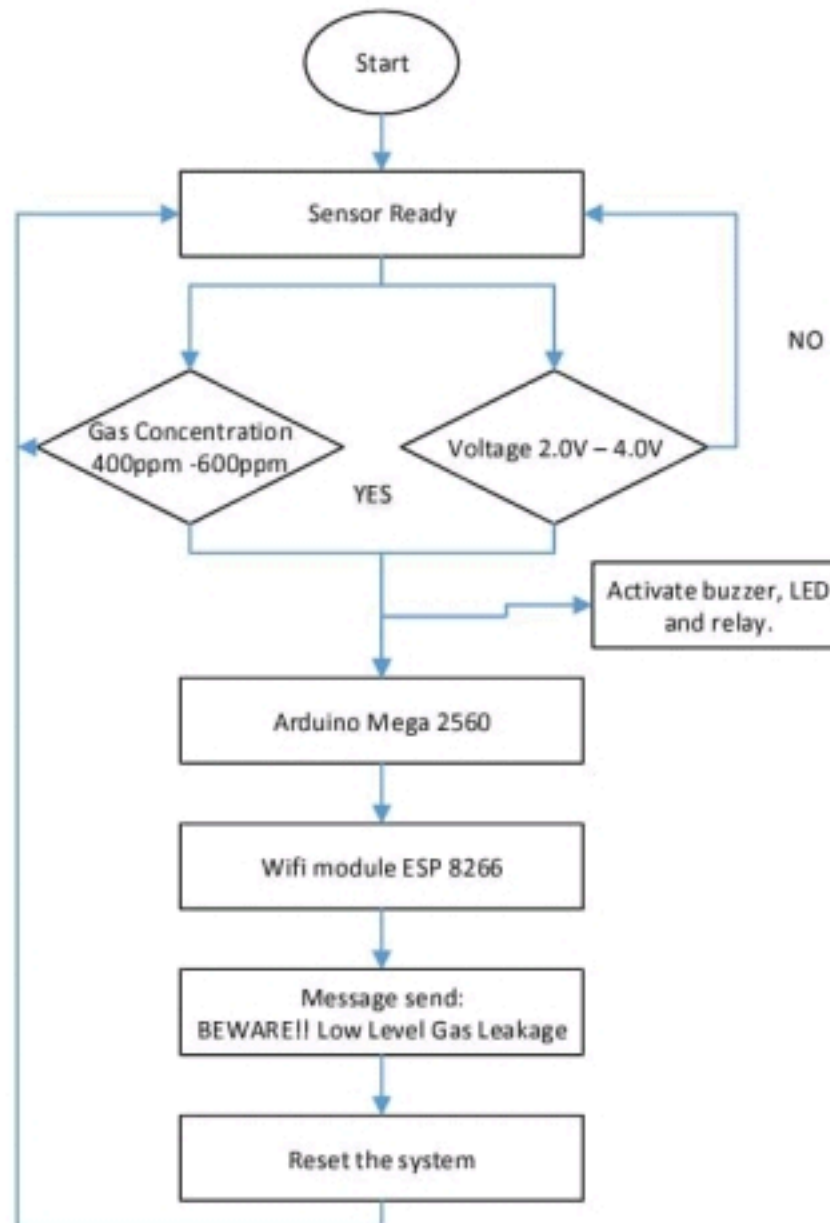 Start
Sensor Ready
NO
Gas Concentration
400ppm -600ppm
Voltage 2.0V – 4.0V
YES
Activate buzzer, LED
and relay.
Arduino Mega 2560
Wifi module ESP 8266
Message send:
BEWARE!! Low Level Gas Leakage
Reset the system